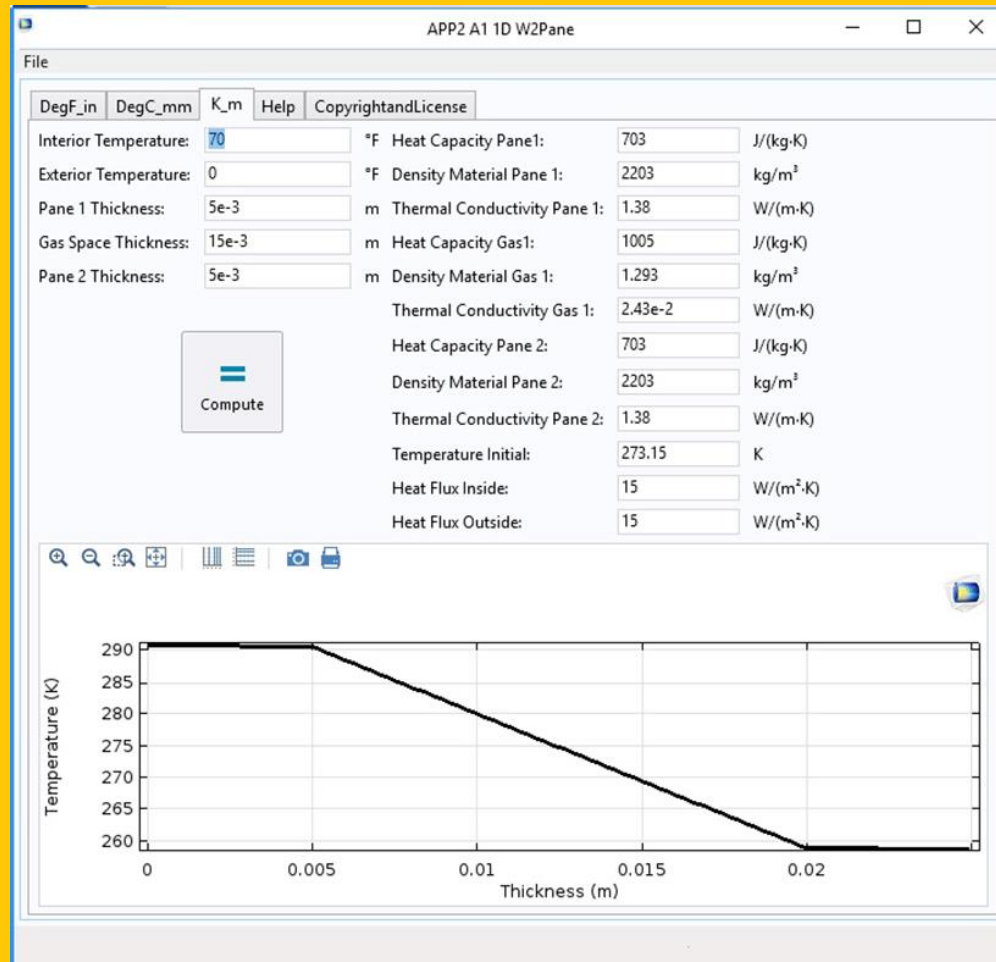 APP2 A1 1D W2Pane
File
DegF_in DegC_mm K_m Help CopyrightandLicense
Interior Temperature: 70 °F Heat Capacity Pane1: 703 J/(kg·K)
Exterior Temperature: 0 °F Density Material Pane 1: 2203 kg/m³
Pane 1 Thickness: 5e-3 m Thermal Conductivity Pane 1: 1.38 W/(m·K)
Gas Space Thickness: 15e-3 m Heat Capacity Gas1: 1005 J/(kg·K)
Pane 2 Thickness: 5e-3 m Density Material Gas 1: 1.293 kg/m³
Thermal Conductivity Gas 1: 2.43e-2 W/(m·K)
Heat Capacity Pane 2: 703 J/(kg·K)
Density Material Pane 2: 2203 kg/m³
Thermal Conductivity Pane 2: 1.38 W/(m·K)
Temperature Initial: 273.15 K
Heat Flux Inside: 15 W/(m²·K)
Heat Flux Outside: 15 W/(m²·K)
=
Compute
290
285
280
275
270
265
260
Temperature (K)
0 0.005 0.01 0.015 0.02
Thickness (m)